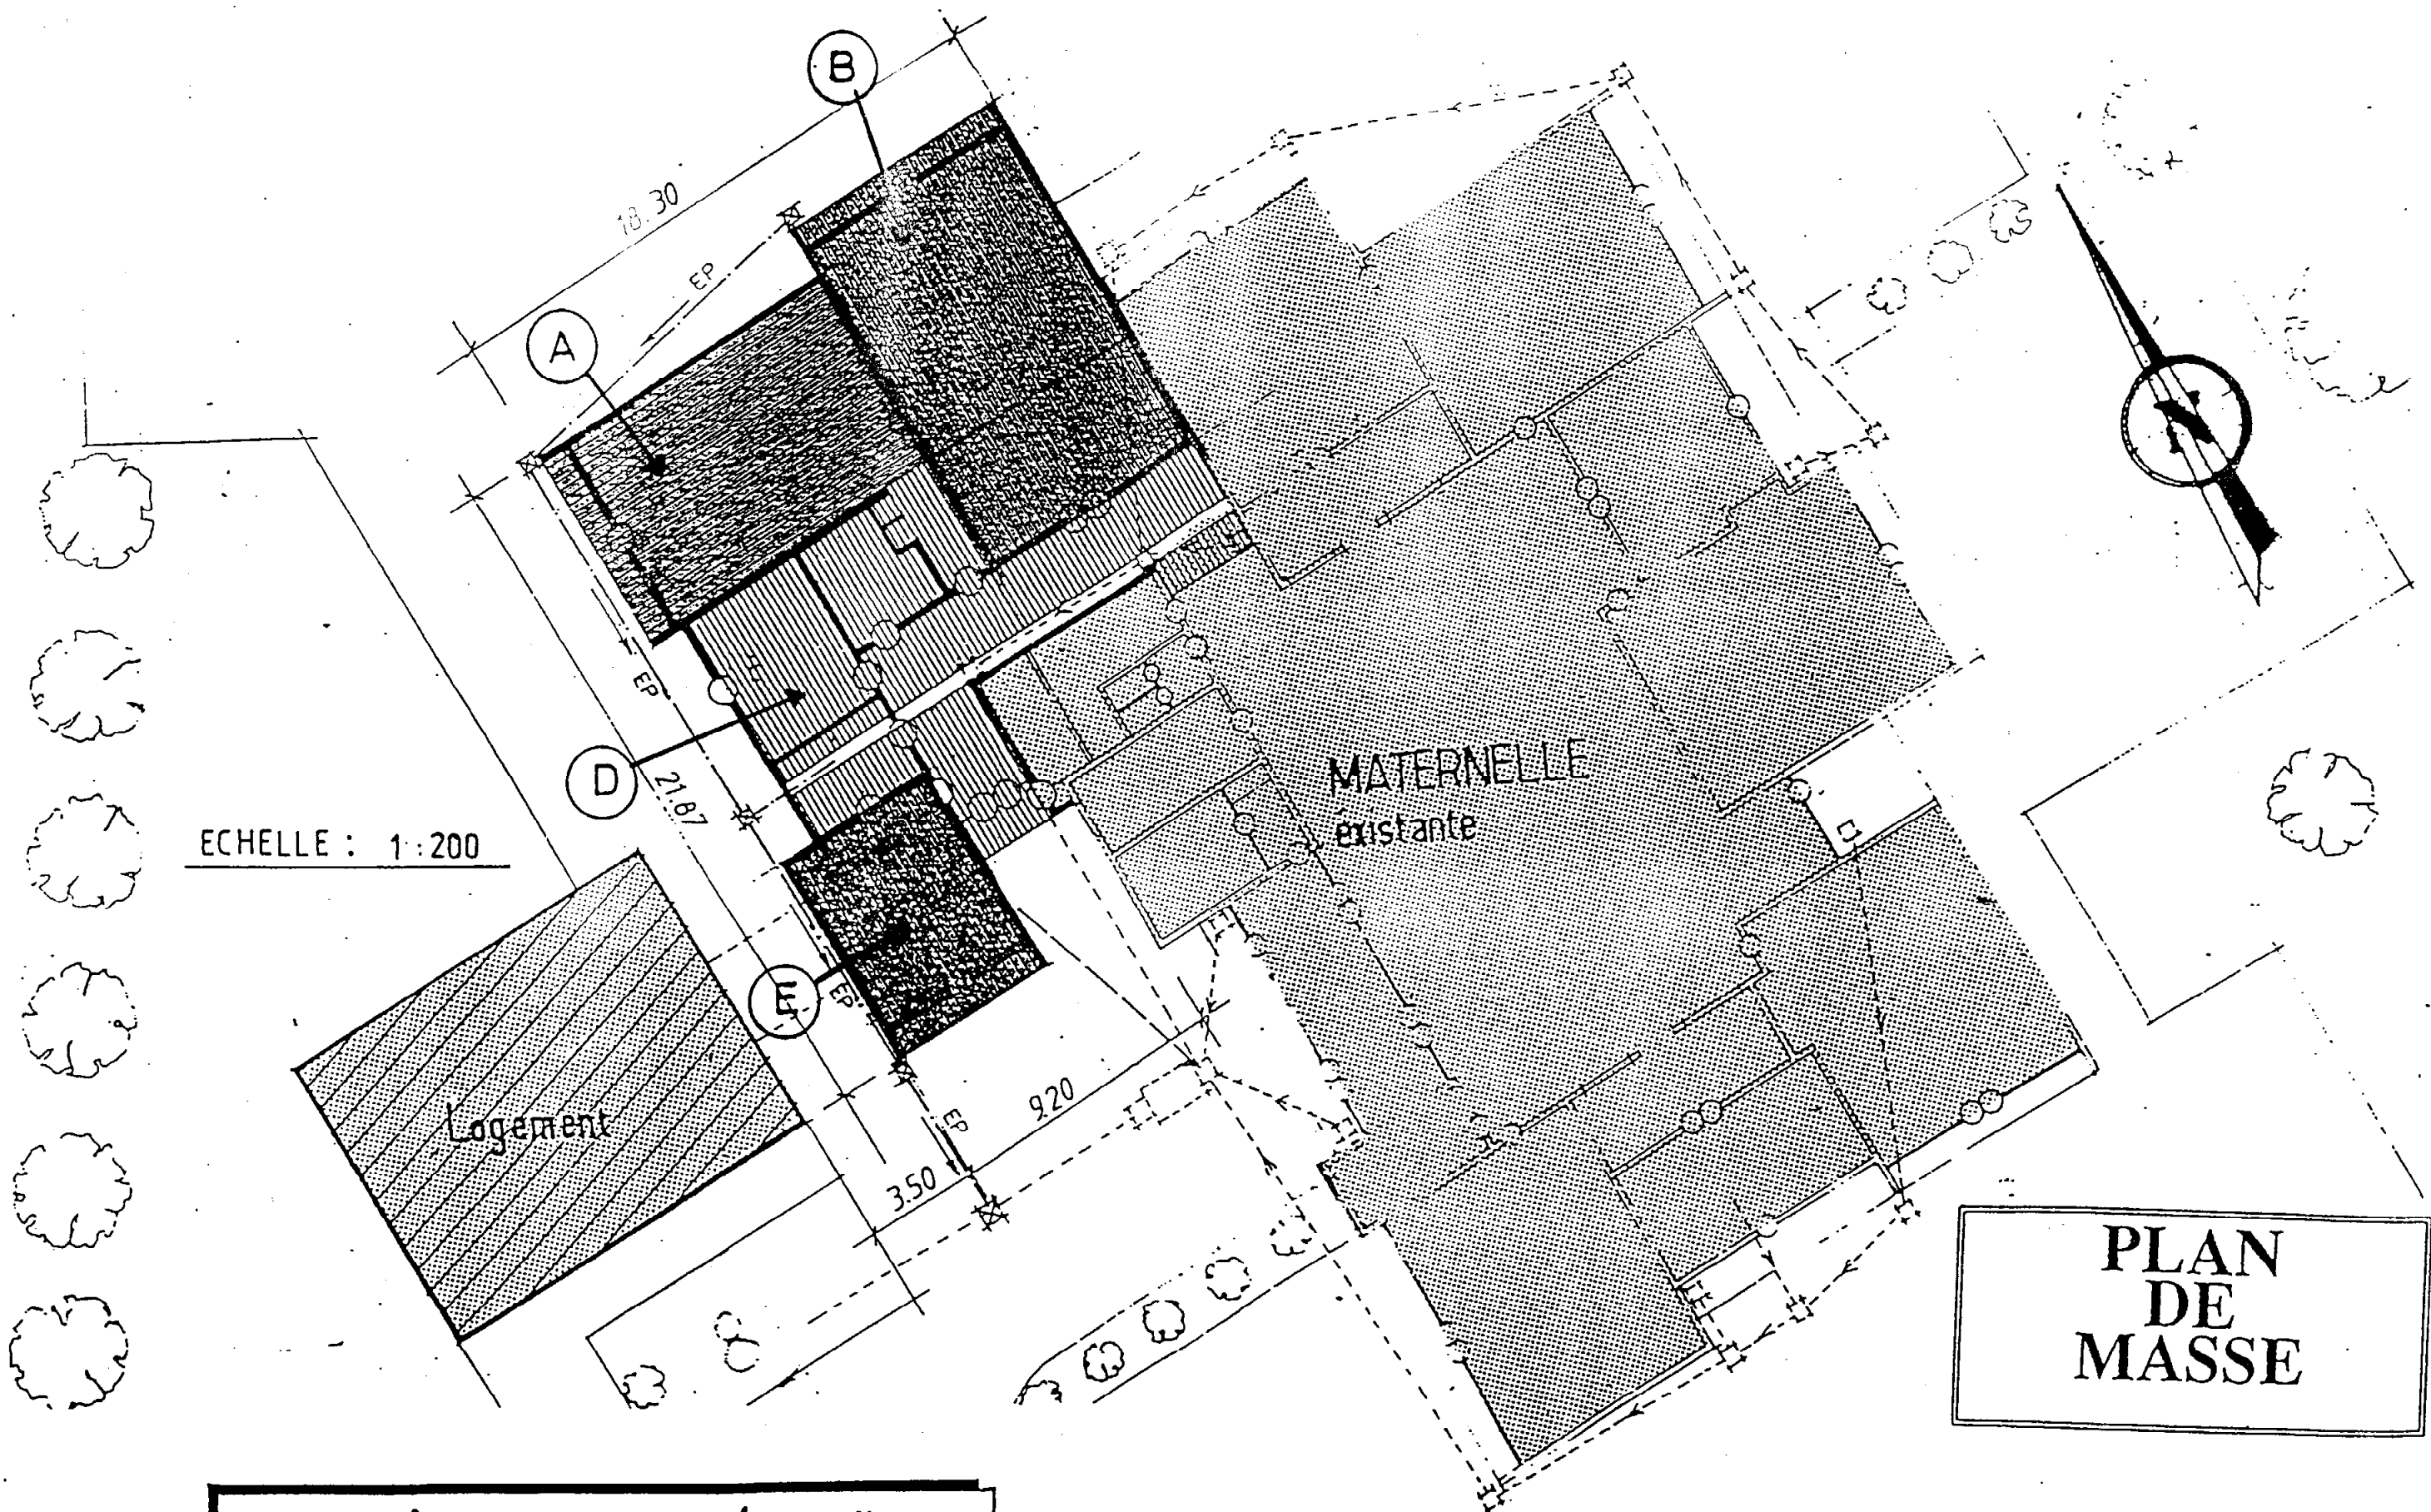 B
18.30
EP
A
N
EP
D
21.87
MATERNELLE
éxistante
ECHELLE : 1:200
E
EP
Logement
9.20
EP
3.50
PLAN
DE
MASSE